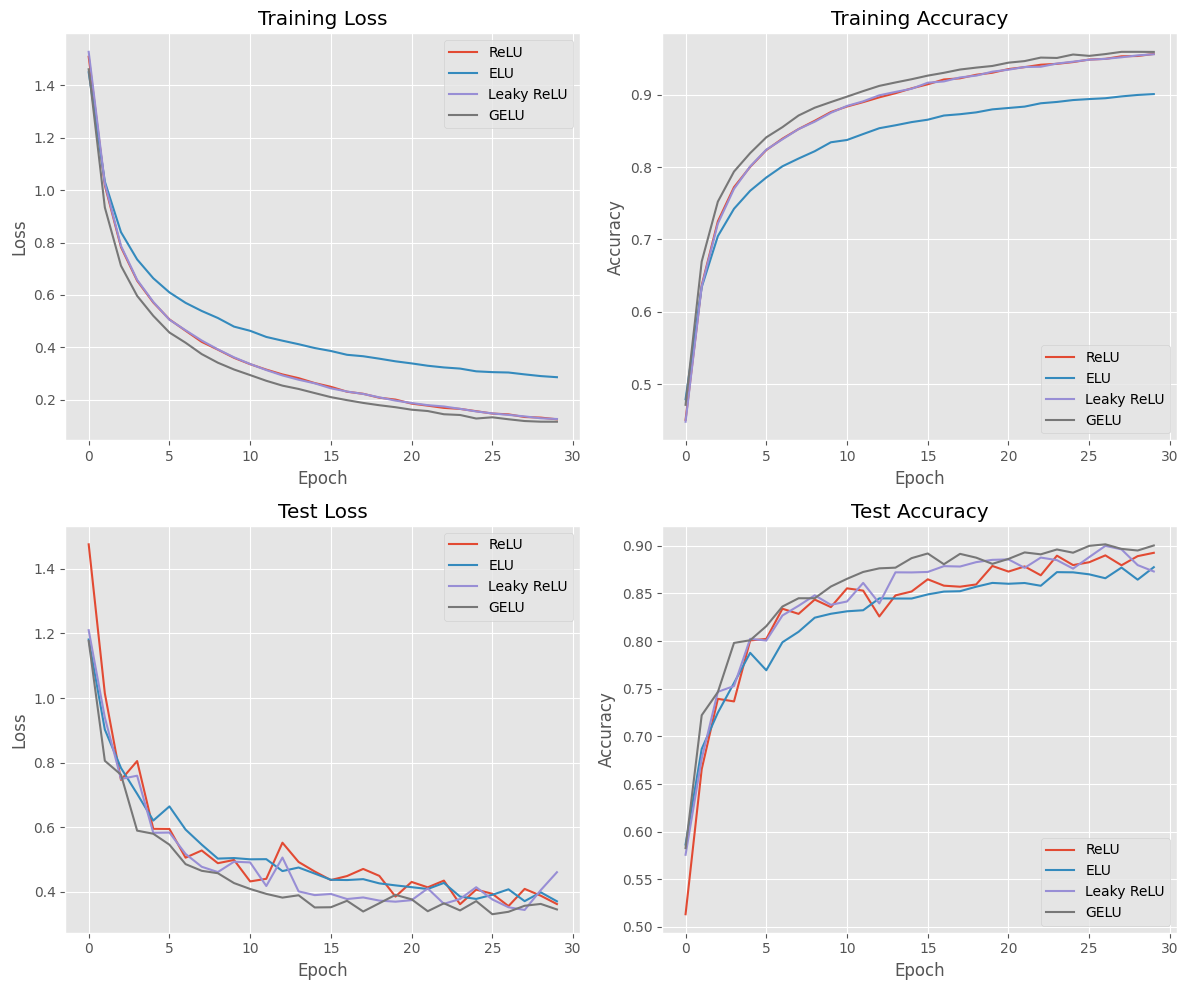 Training Loss
1.4
1.2
1.0
0.8
0.6
0.4
0.2
Loss
0 5 10 15 20 25 30
Epoch
ReLU
ELU
Leaky ReLU
GELU
Training Accuracy
0.9
0.8
0.7
0.6
0.5
Accuracy
0 5 10 15 20 25 30
Epoch
ReLU
ELU
Leaky ReLU
GELU
Test Loss
1.4
1.2
1.0
0.8
0.6
0.4
Loss
0 5 10 15 20 25 30
Epoch
ReLU
ELU
Leaky ReLU
GELU
Test Accuracy
0.90
0.85
0.80
0.75
0.70
0.65
0.60
0.55
0.50
Accuracy
0 5 10 15 20 25 30
Epoch
ReLU
ELU
Leaky ReLU
GELU